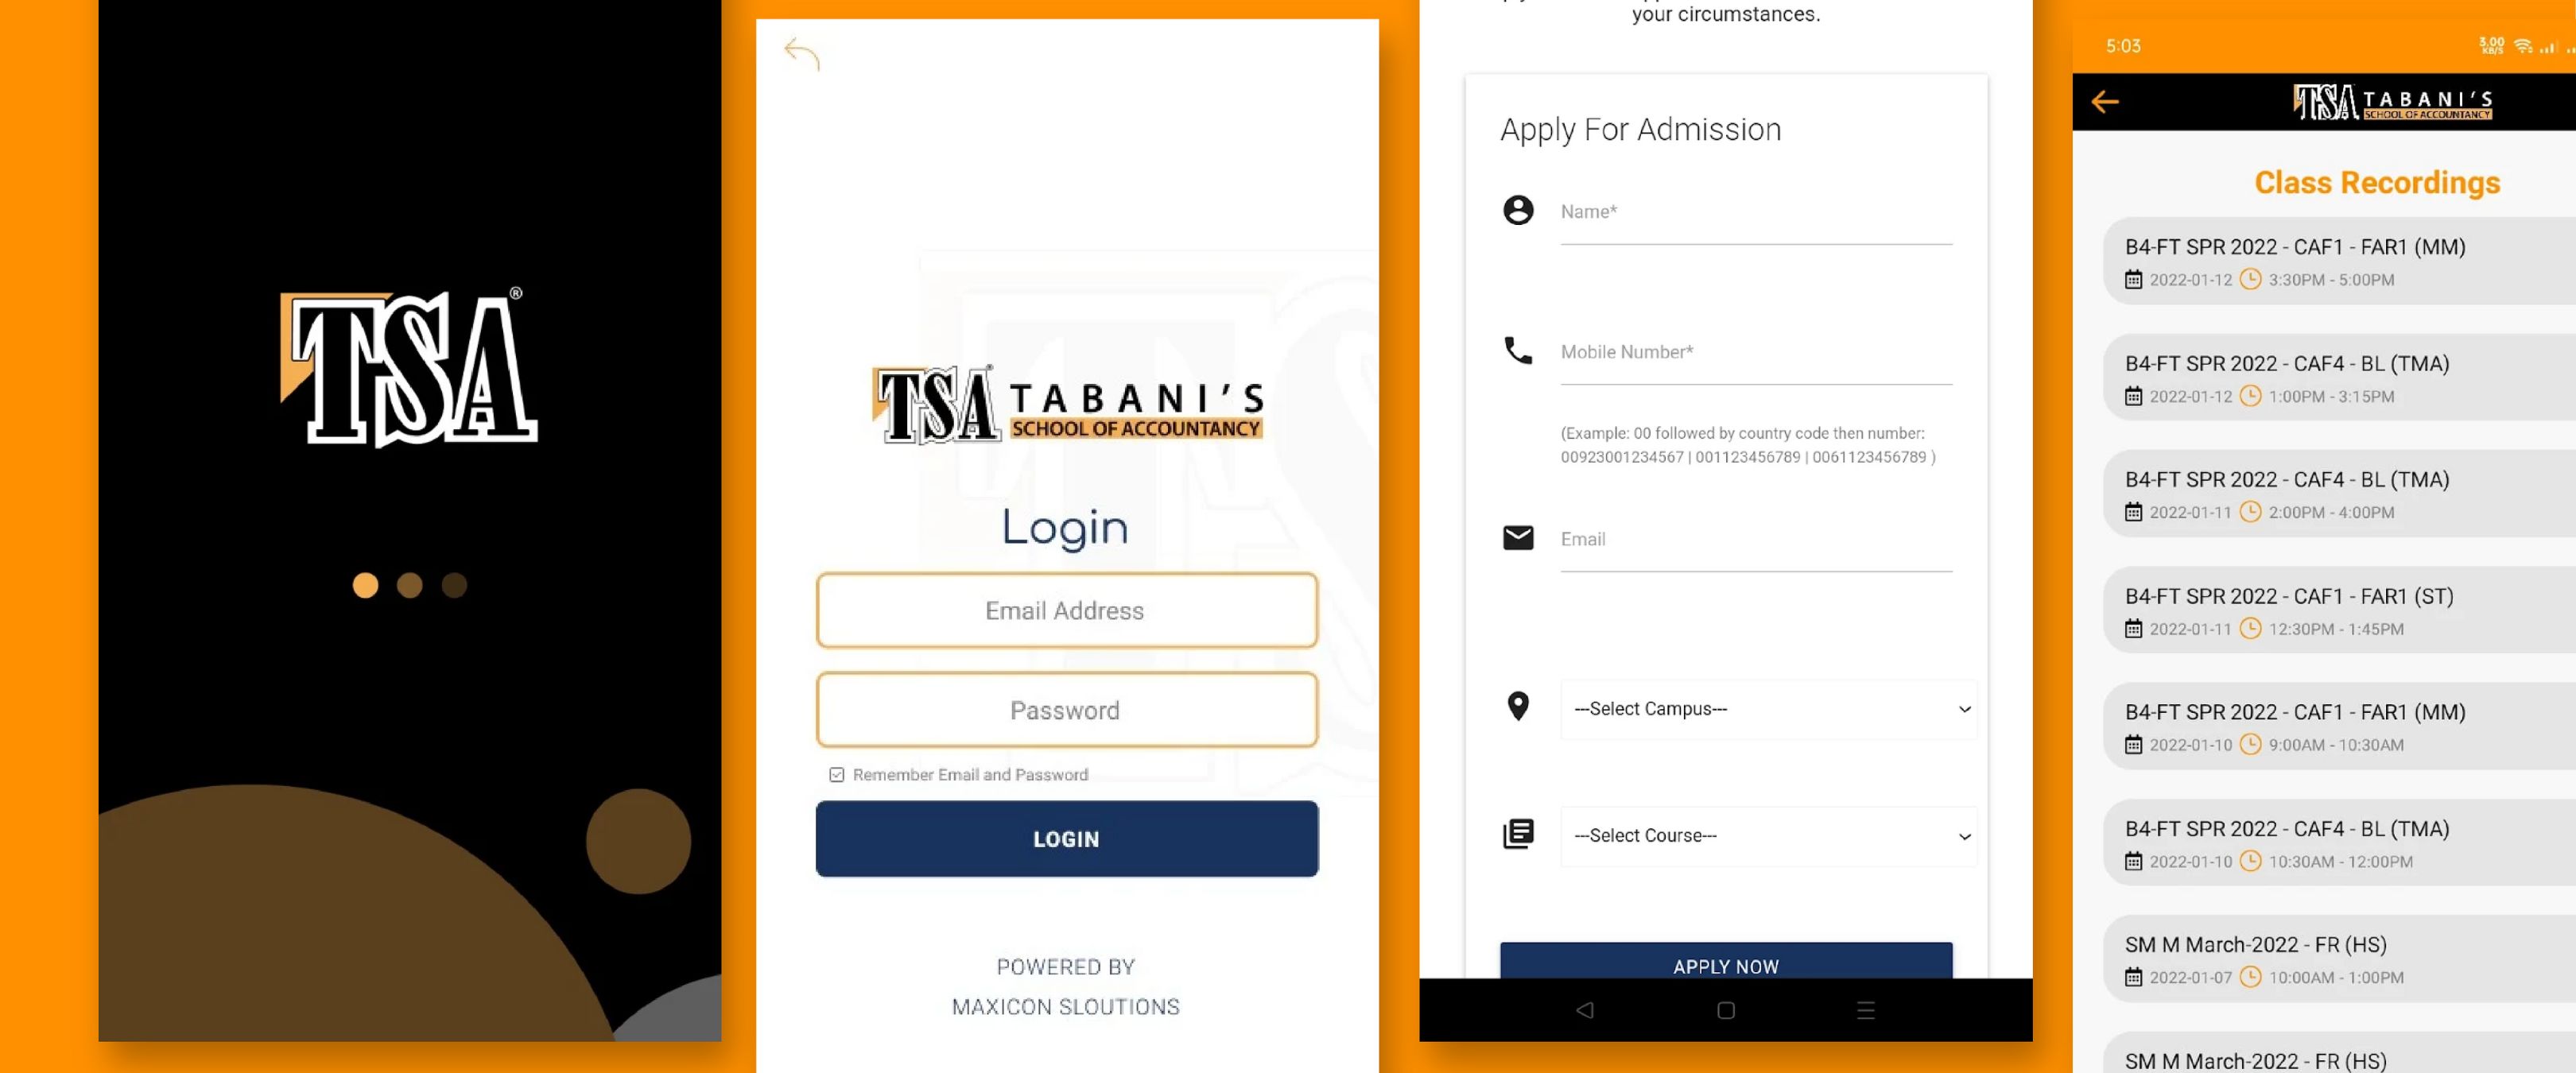 TSA®
TSA® TABANI'S
SCHOOL OF ACCOUNTANCY
Login
Email Address
Password
Remember Email and Password
LOGIN
POWERED BY
MAXICON SLOUTIONS
your circumstances.
Apply For Admission
Name*
Mobile Number*
(Example: 00 followed by country code then number:
00923001234567 | 001123456789 | 0061123456789 )
Email
---Select Campus---
---Select Course---
APPLY NOW
5:03
3.00
KB/S
TSA TABANI'S
SCHOOL OF ACCOUNTANCY
Class Recordings
B4-FT SPR 2022 - CAF1 - FAR1 (MM)
2022-01-12 3:30PM - 5:00PM
B4-FT SPR 2022 - CAF4 - BL (TMA)
2022-01-12 1:00PM - 3:15PM
B4-FT SPR 2022 - CAF4 - BL (TMA)
2022-01-11 2:00PM - 4:00PM
B4-FT SPR 2022 - CAF1 - FAR1 (ST)
2022-01-11 12:30PM - 1:45PM
B4-FT SPR 2022 - CAF1 - FAR1 (MM)
2022-01-10 9:00AM - 10:30AM
B4-FT SPR 2022 - CAF4 - BL (TMA)
2022-01-10 10:30AM - 12:00PM
SM M March-2022 - FR (HS)
2022-01-07 10:00AM - 1:00PM
SM M March-2022 - FR (HS)